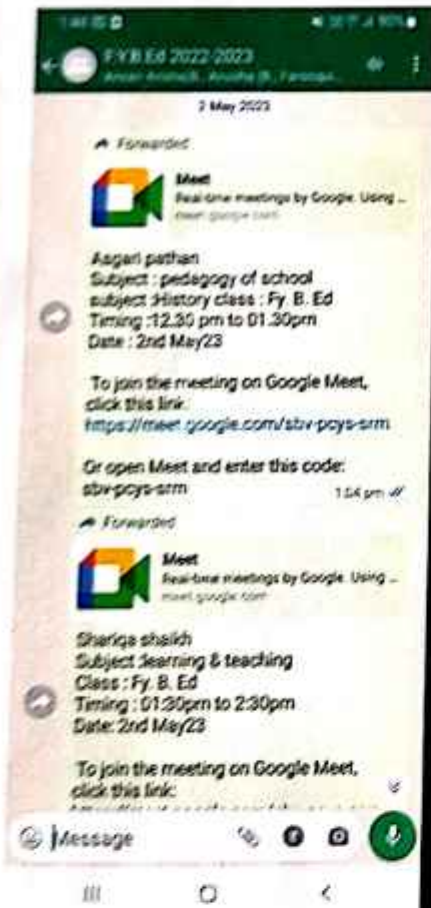 F.Y.B.Ed 2022-2023
2 May 2023
Forwarded
Meet
Real-time meetings by Google. Using ...
meet.google.com
Asgari pathan
Subject : pedagogy of school
subject :History class : Fy. B. Ed
Timing :12.30 pm to 01.30pm
Date : 2nd May23
To join the meeting on Google Meet,
click this link:
https://meet.google.com/sbv-pcys-srm
Or open Meet and enter this code:
sbv-pcys-srm
1:04 pm
Forwarded
Meet
Real-time meetings by Google. Using ...
meet.google.com
Shariqa shaikh
Subject :learning & teaching
Class : Fy. B. Ed
Timing : 01:30pm to 2:30pm
Date: 2nd May23
To join the meeting on Google Meet,
click this link:
Message